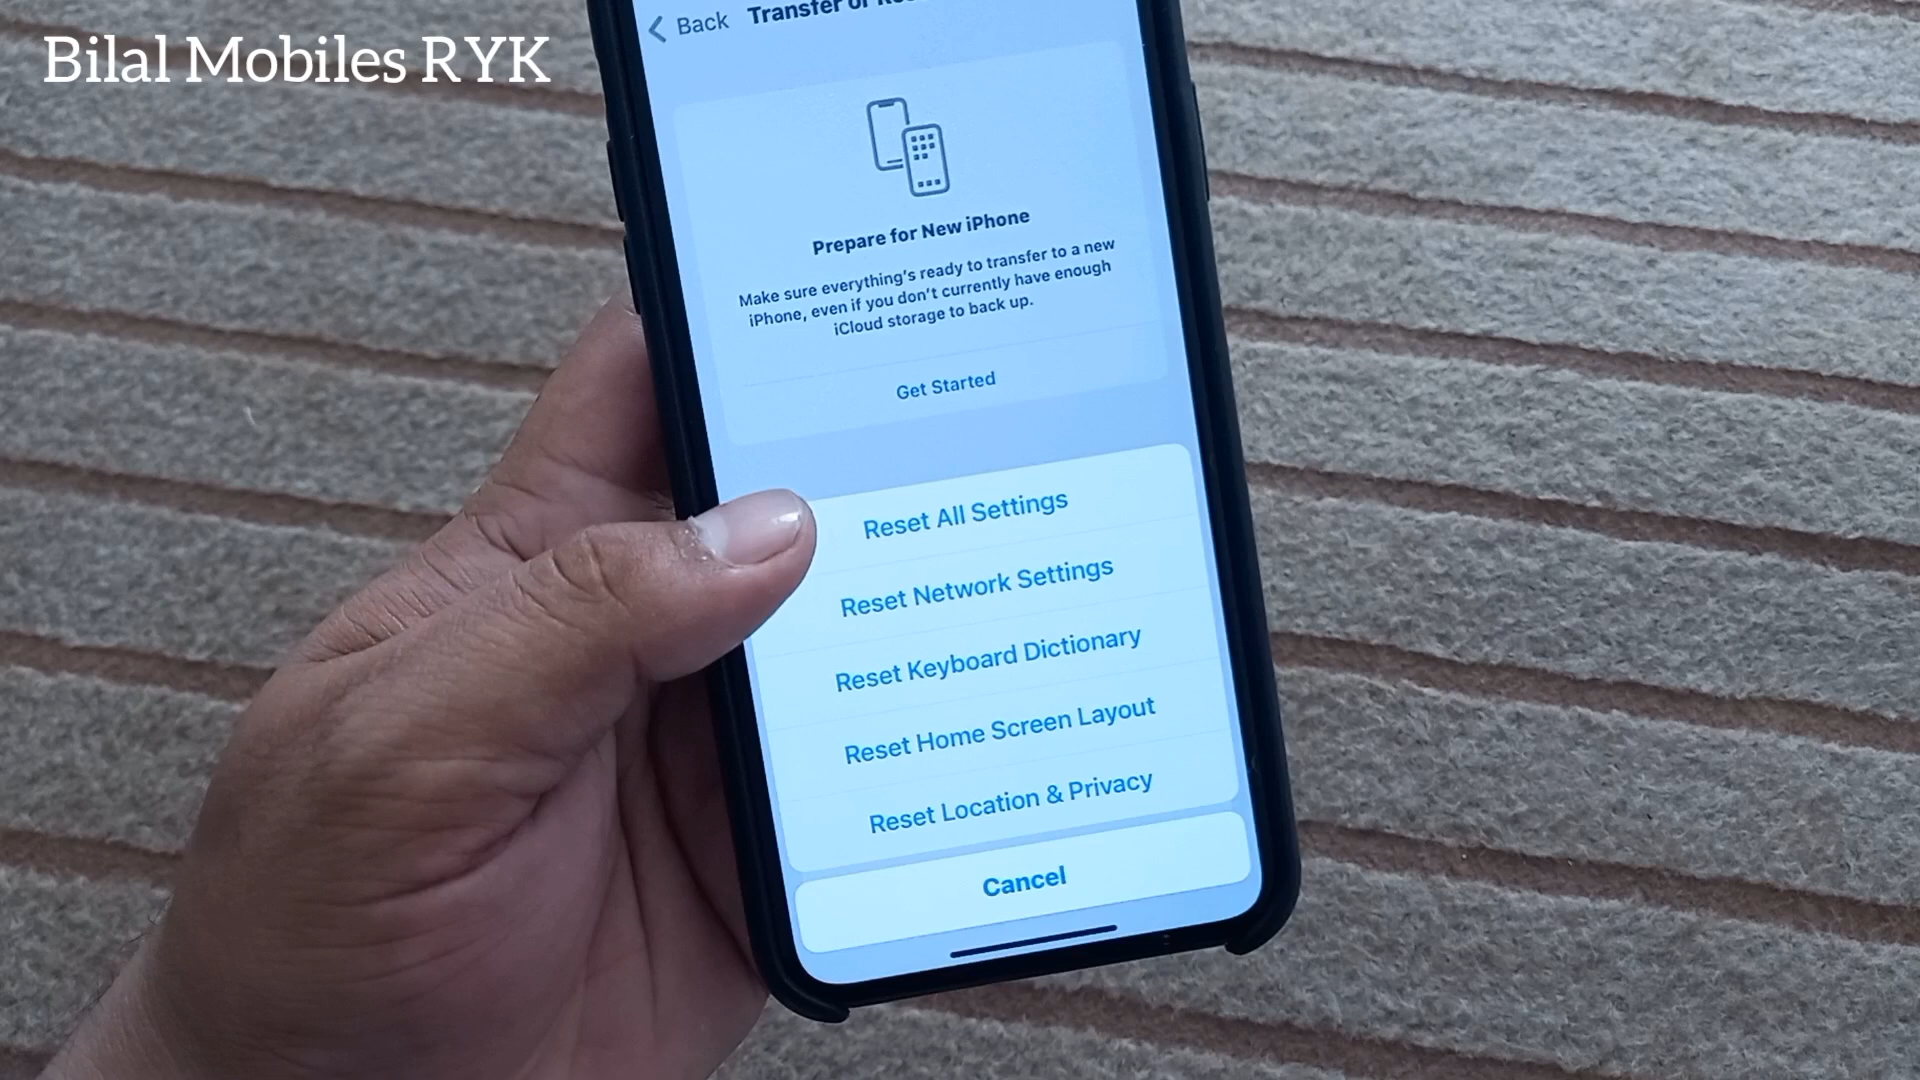 Bilal Mobiles RYK
Back Transfer or
Prepare for New iPhone
Make sure everything's ready to transfer to a new
iPhone, even if you don't currently have enough
iCloud storage to back up.
Get Started
Reset All Settings
Reset Network Settings
Reset Keyboard Dictionary
Reset Home Screen Layout
Reset Location & Privacy
Cancel